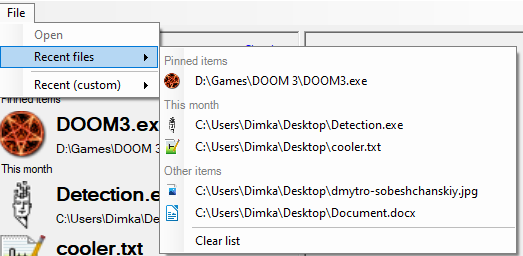 File
Open
Recent files
Recent (custom)
Pinned items
D:\Games\DOOM 3\DOOM3.exe
This month
C:\Users\Dimka\Desktop\Detection.exe
C:\Users\Dimka\Desktop\cooler.txt
Other items
C:\Users\Dimka\Desktop\dmytro-sobeshchanskiy.jpg
C:\Users\Dimka\Desktop\Document.docx
Clear list
Pinned items
DOOM3.ex
D:\Games\DOOM 3
This month
Detection.e
C:\Users\Dimka\
cooler.txt